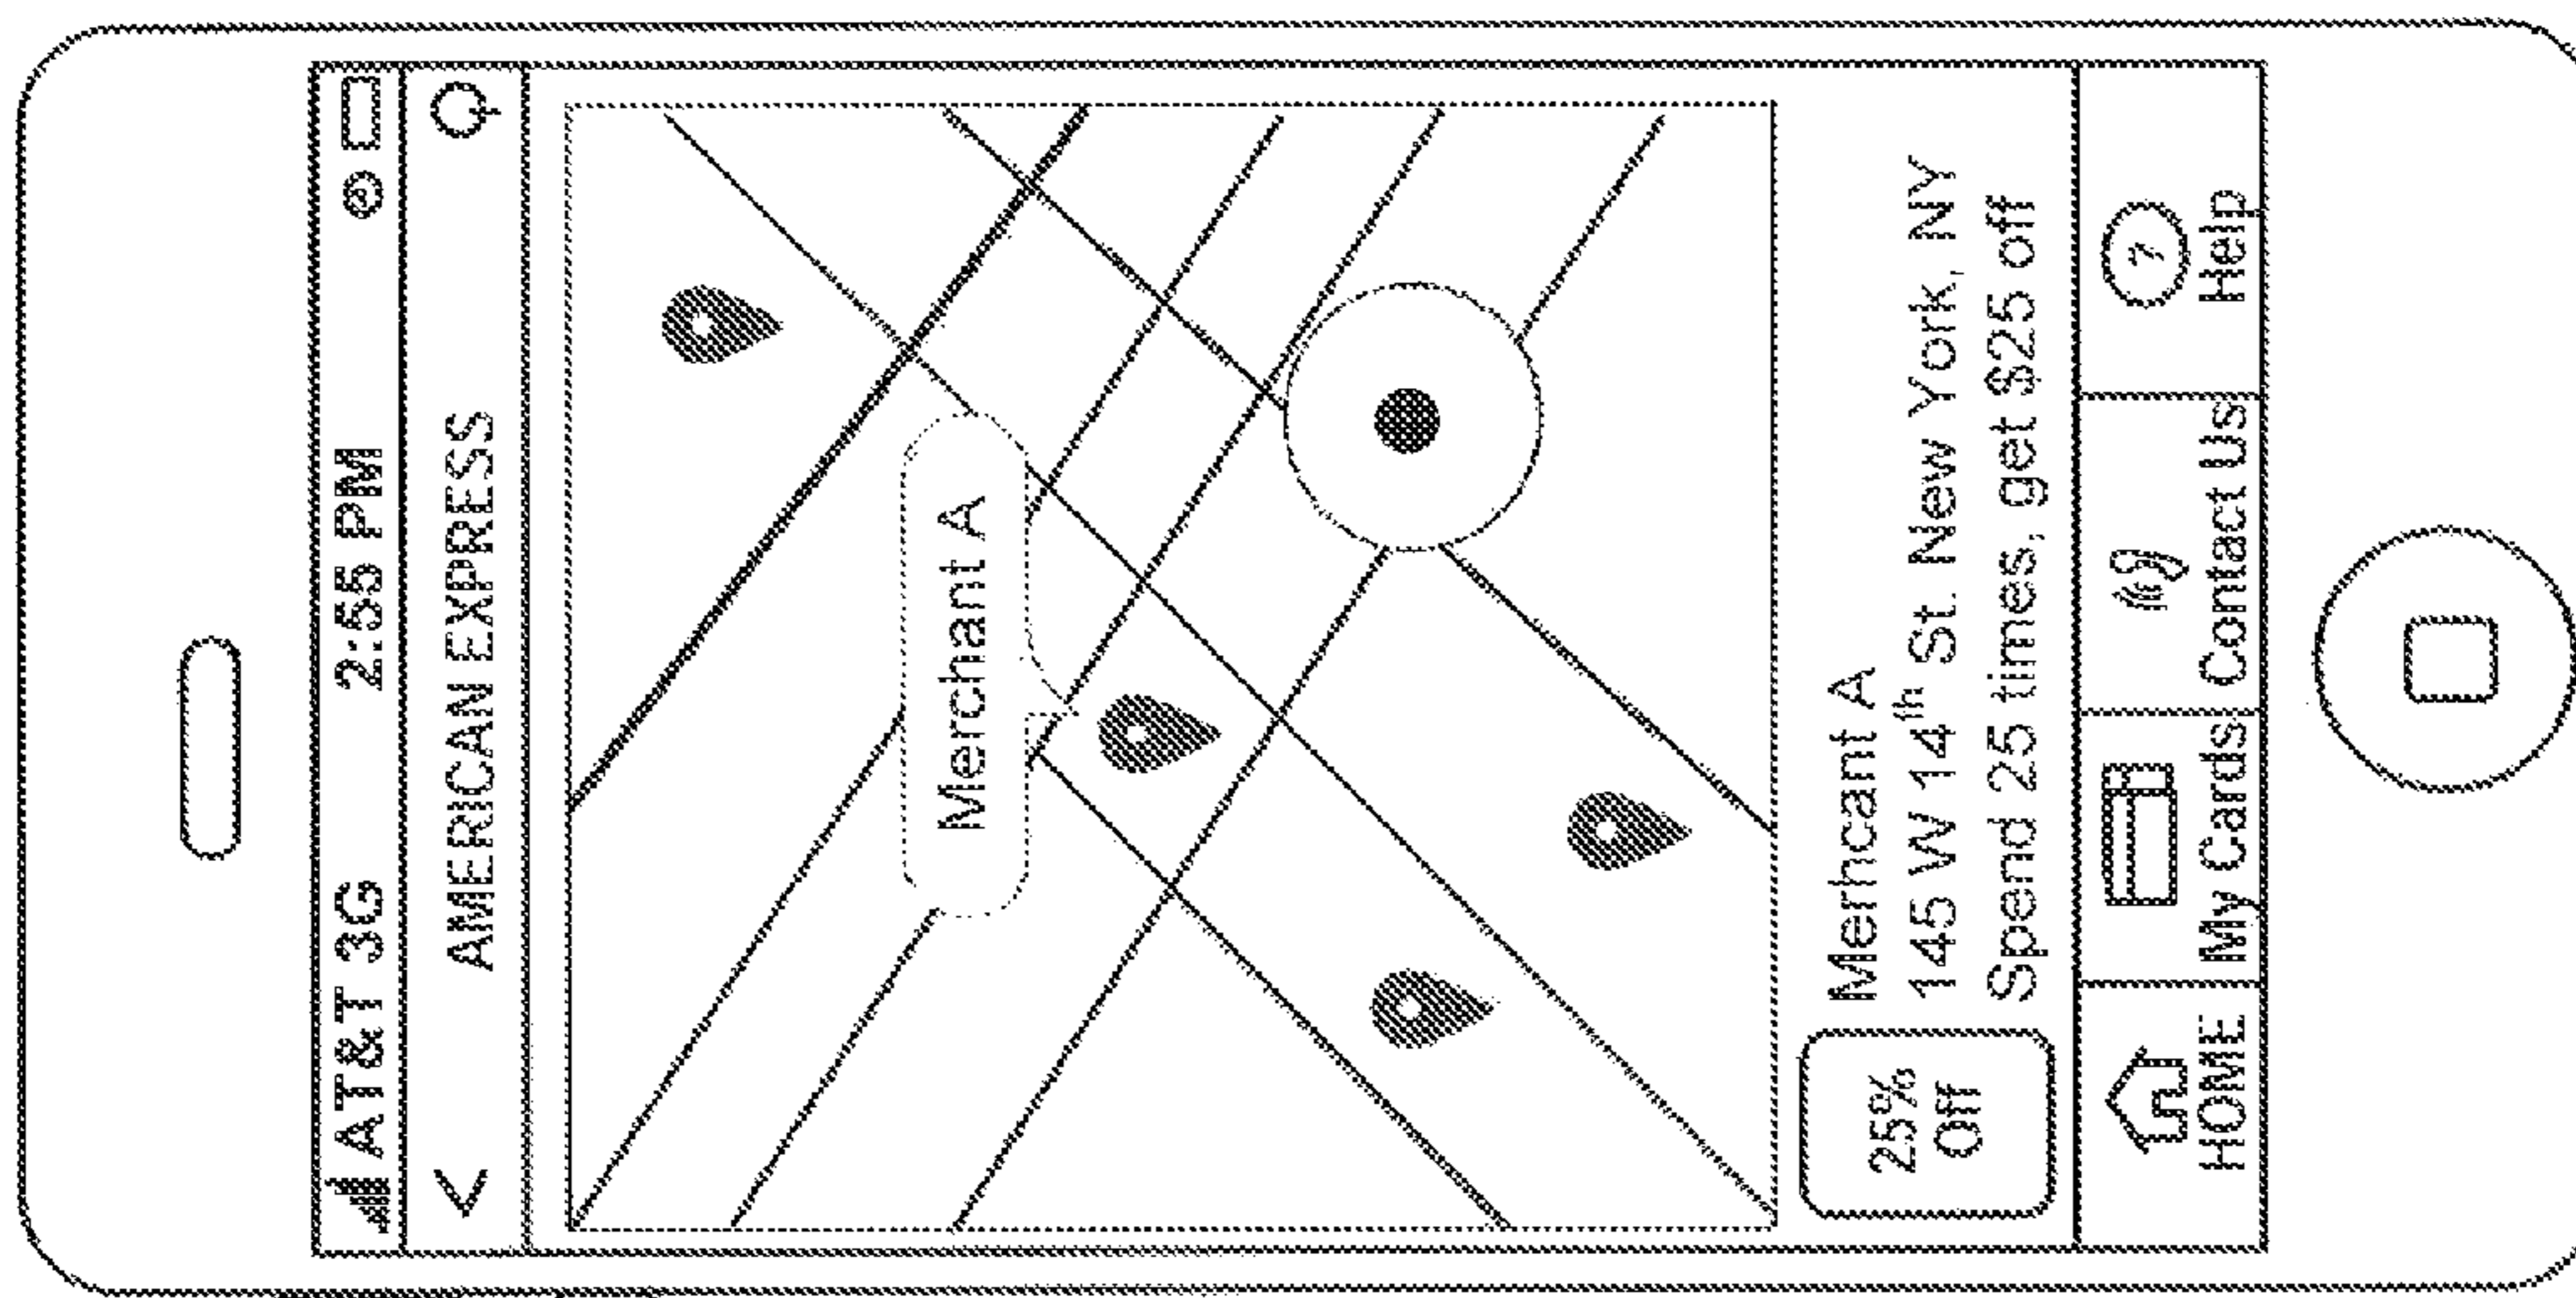 AT&T 3G 2:55 PM
AMERICAN EXPRESS
Merchant A
25%
Off
Merhcant A
145 W 14th St. New York, NY
Spend 25 times, get $25 off
HOME My Cards Contact Us Help